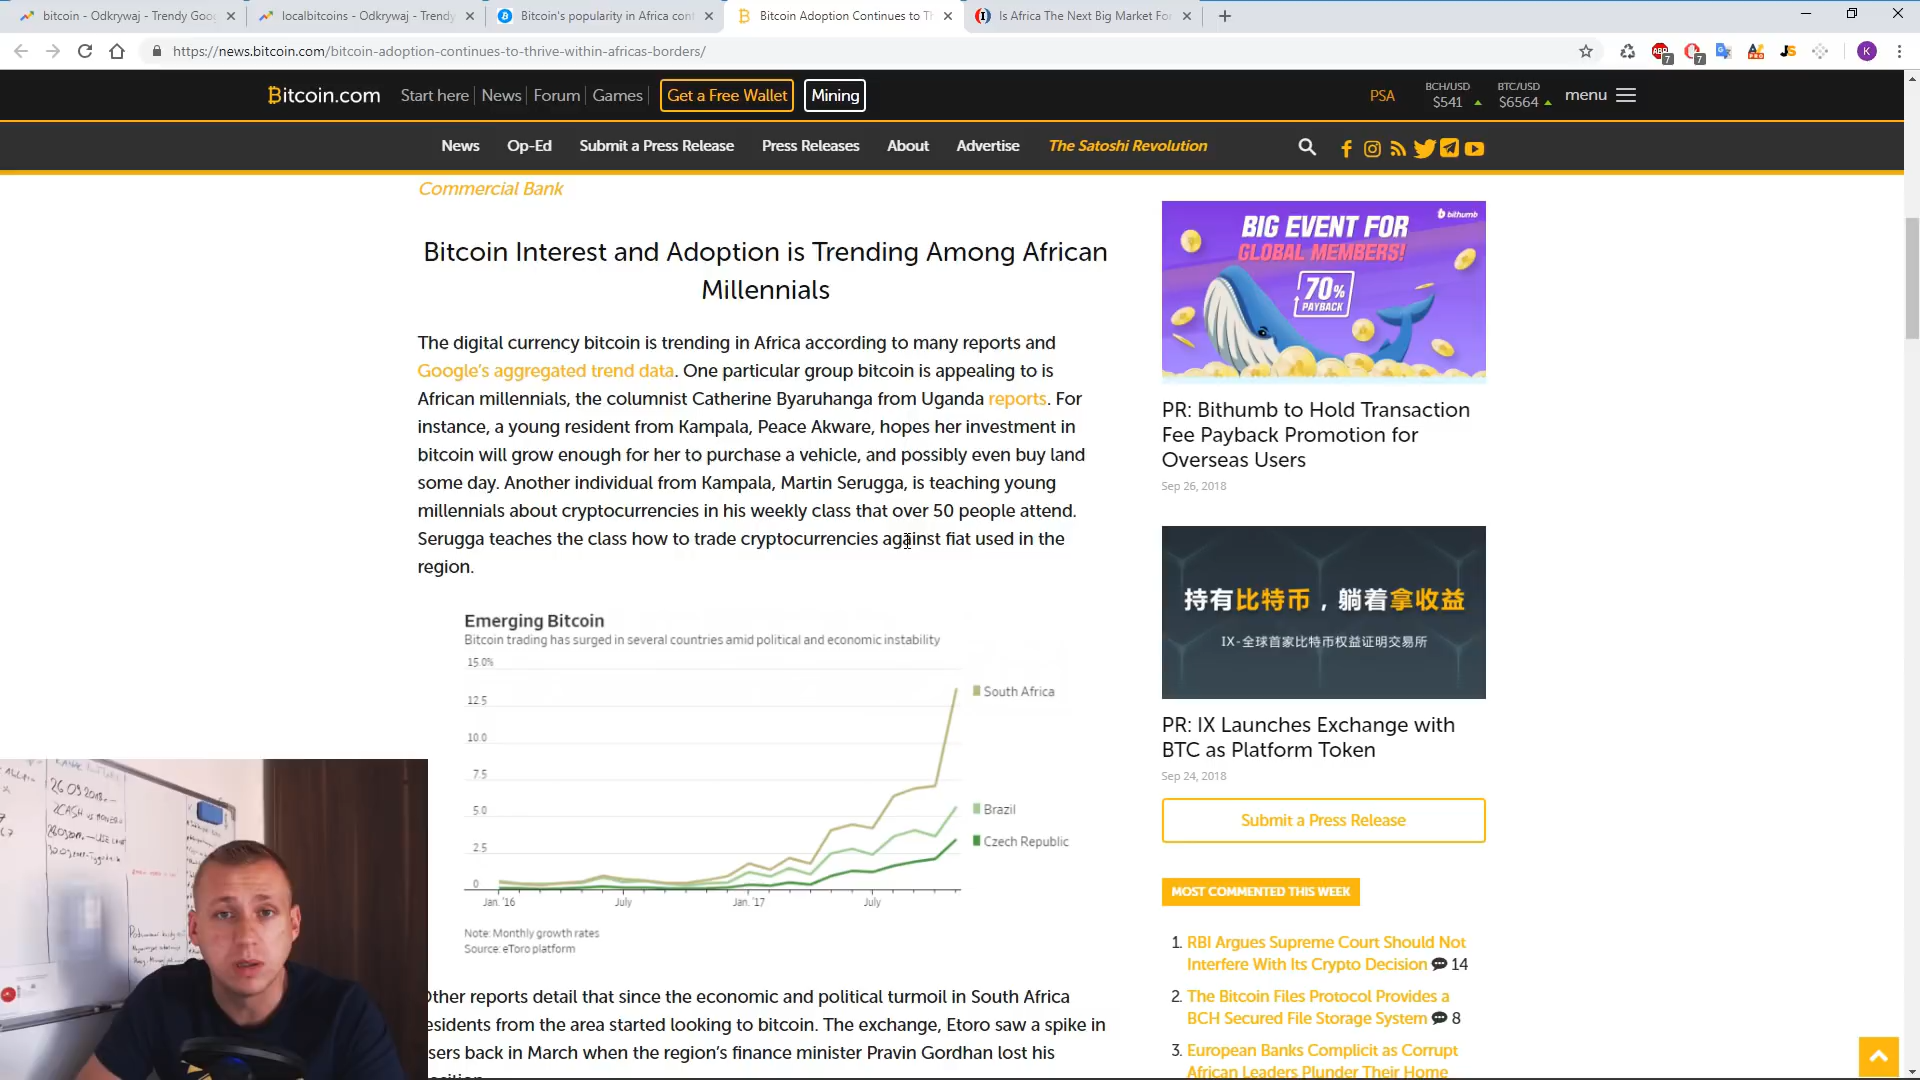 bitcoin - Odkrywaj - Trendy Goo
localbitcoins - Odkrywaj - Trendy
Bitcoin's popularity in Africa con
Bitcoin Adoption Continues to T
Is Africa The Next Big Market For
https://news.bitcoin.com/bitcoin-adoption-continues-to-thrive-within-africas-borders/
Bitcoin.com Start here News Forum Games Get a Free Wallet Mining
PSA
BCH/USD
$541
BTC/USD
$6564
menu
News Op-Ed Submit a Press Release Press Releases About Advertise The Satoshi Revolution
Commercial Bank
Bitcoin Interest and Adoption is Trending Among African
Millennials
The digital currency bitcoin is trending in Africa according to many reports and
Google's aggregated trend data. One particular group bitcoin is appealing to is
African millennials, the columnist Catherine Byaruhanga from Uganda reports. For
instance, a young resident from Kampala, Peace Akware, hopes her investment in
bitcoin will grow enough for her to purchase a vehicle, and possibly even buy land
some day. Another individual from Kampala, Martin Serugga, is teaching young
millennials about cryptocurrencies in his weekly class that over 50 people attend.
Serugga teaches the class how to trade cryptocurrencies against fiat used in the
region.
Emerging Bitcoin
Bitcoin trading has surged in several countries amid political and economic instability
15.0%
12.5
10.0
7.5
5.0
2.5
0
South Africa
Brazil
Czech Republic
Jan. '16 July Jan. '17 July
Note: Monthly growth rates
Source: eToro platform
Other reports detail that since the economic and political turmoil in South Africa
esidents from the area started looking to bitcoin. The exchange, Etoro saw a spike in
sers back in March when the region's finance minister Pravin Gordhan lost his
bithumb
BIG EVENT FOR
GLOBAL MEMBERS!
70%
PAYBACK
PR: Bithumb to Hold Transaction
Fee Payback Promotion for
Overseas Users
Sep 26, 2018
持有比特币，躺着拿收益
IX-全球首家比特币权益证明交易所
PR: IX Launches Exchange with
BTC as Platform Token
Sep 24, 2018
Submit a Press Release
MOST COMMENTED THIS WEEK
1. RBI Argues Supreme Court Should Not
Interfere With Its Crypto Decision 14
2. The Bitcoin Files Protocol Provides a
BCH Secured File Storage System 8
3. European Banks Complicit as Corrupt
African Leaders Plunder Their Home